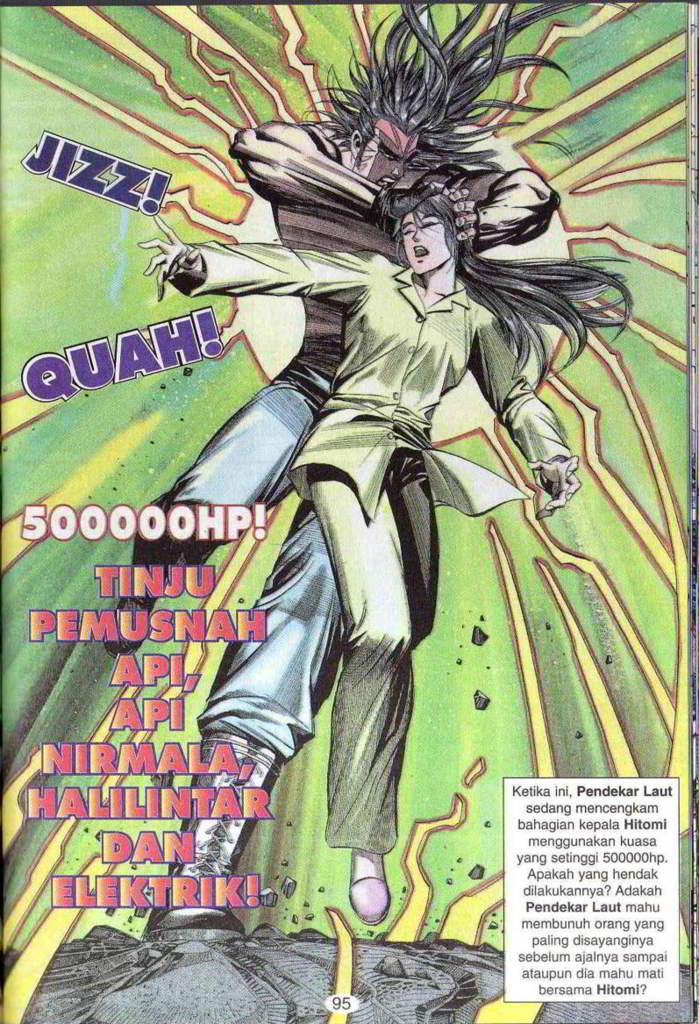 JIZZ!
QUAH!
500000HP!
TINJU
PEMUSNAH
API,
API
NIRMALA,
HALILINTAR
DAN
ELEKTRIK!
Ketika ini, Pendekar Laut
sedang mencengkam
bahagian kepala Hitomi
menggunakan kuasa
yang setinggi 500000hp.
Apakah yang hendak
dilakukannya? Adakah
Pendekar Laut mahu
membunuh orang yang
paling disayanginya
sebelum ajalnya sampai
ataupun dia mahu mati
bersama Hitomi?
95